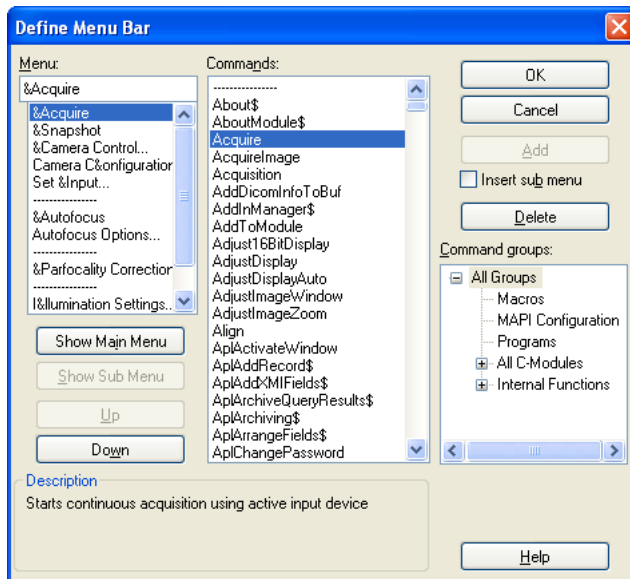 Define Menu Bar
Menu:
&Acquire
&Acquire
&Snapshot
&Camera Control...
Camera C&onfiguration
Set &Input...
----------------
&Autofocus
Autofocus Options...
----------------
&Parfocality Correction
----------------
I&llumination Settings...
Show Main Menu
Show Sub Menu
Up
Down
Commands:
----------------
About$
AboutModule$
Acquire
AcquireImage
Acquisition
AddDicomInfoToBuf
AddInManager$
AddToModule
Adjust16BitDisplay
AdjustDisplay
AdjustDisplayAuto
AdjustImageWindow
AdjustImageZoom
Align
AplActivateWindow
AplAddRecord$
AplAddXMIFields$
AplArchiveQueryResults$
AplArchiving$
AplArrangeFields$
AplChangePassword
OK
Cancel
Add
Insert sub menu
Delete
Command groups:
All Groups
Macros
MAPI Configuration
Programs
All C-Modules
Internal Functions
Description
Starts continuous acquisition using active input device
Help